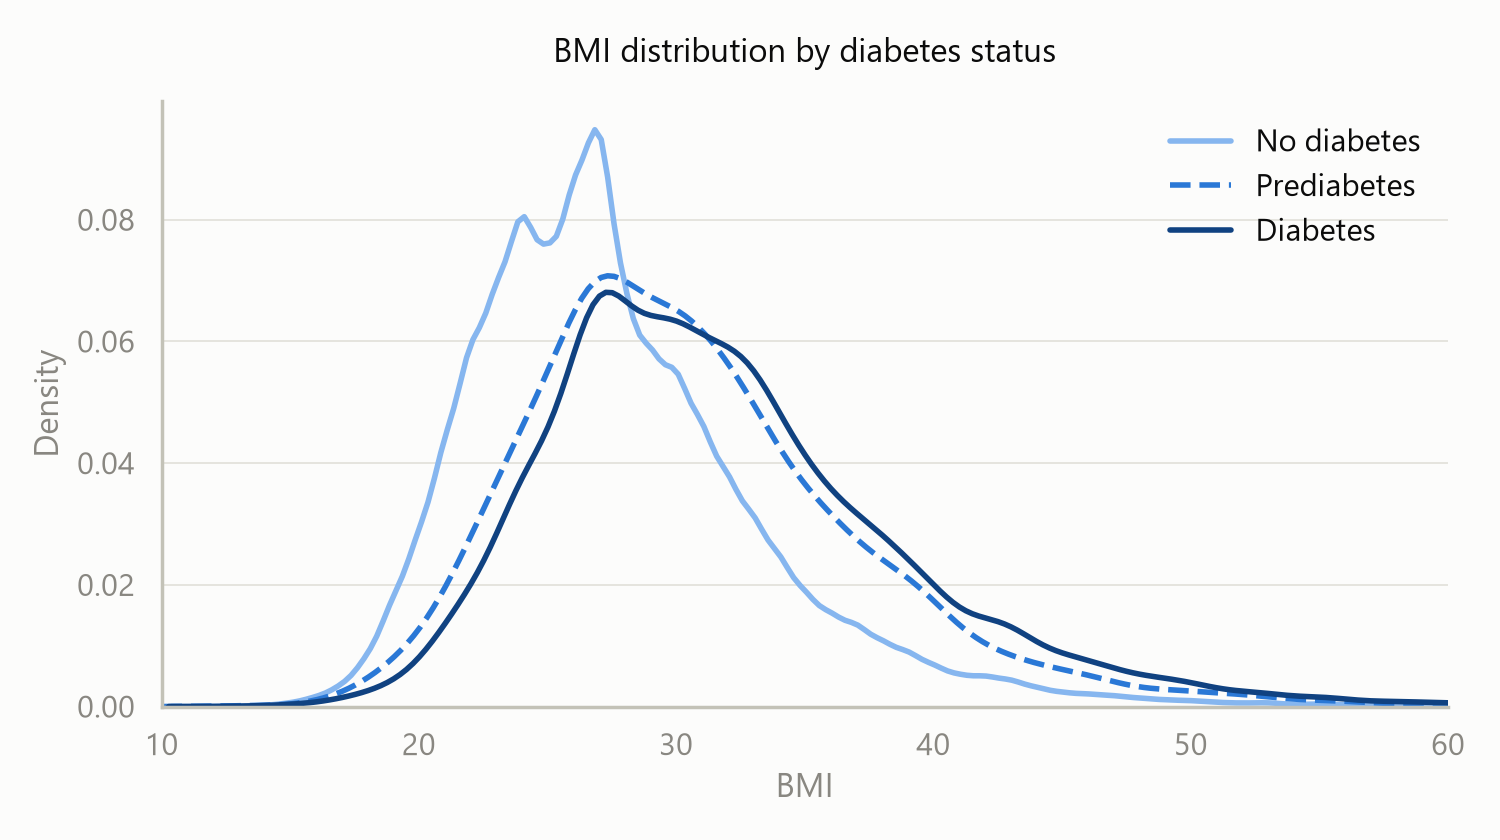 BMI distribution by diabetes status
No diabetes
Prediabetes
Diabetes
Density
0.08
0.06
0.04
0.02
0.00
10 20 30 40 50 60
BMI